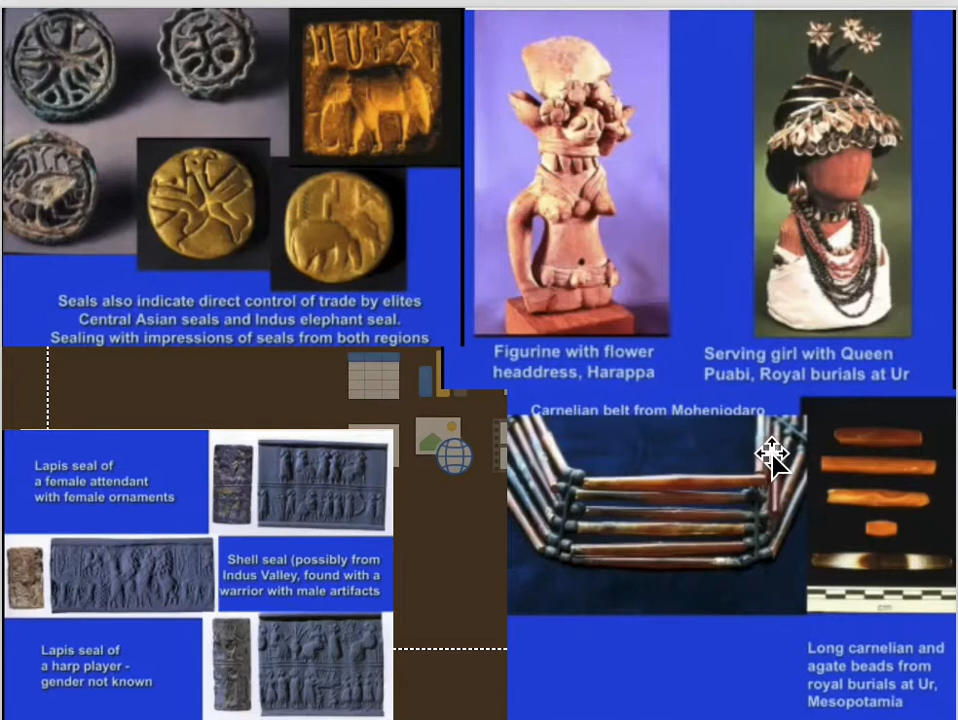 Seals also indicate direct control of trade by elites
Central Asian seals and Indus elephant seal.
Sealing with impressions of seals from both regions
Figurine with flower
headdress, Harappa
Serving girl with Queen
Puabi, Royal burials at Ur
Carnelian belt from Mohenjodaro
Lapis seal of
a female attendant
with female ornaments
Shell seal (possibly from
Indus Valley, found with a
warrior with male artifacts
Lapis seal of
a harp player -
gender not known
cm
Long carnelian and
agate beads from
royal burials at Ur,
Mesopotamia